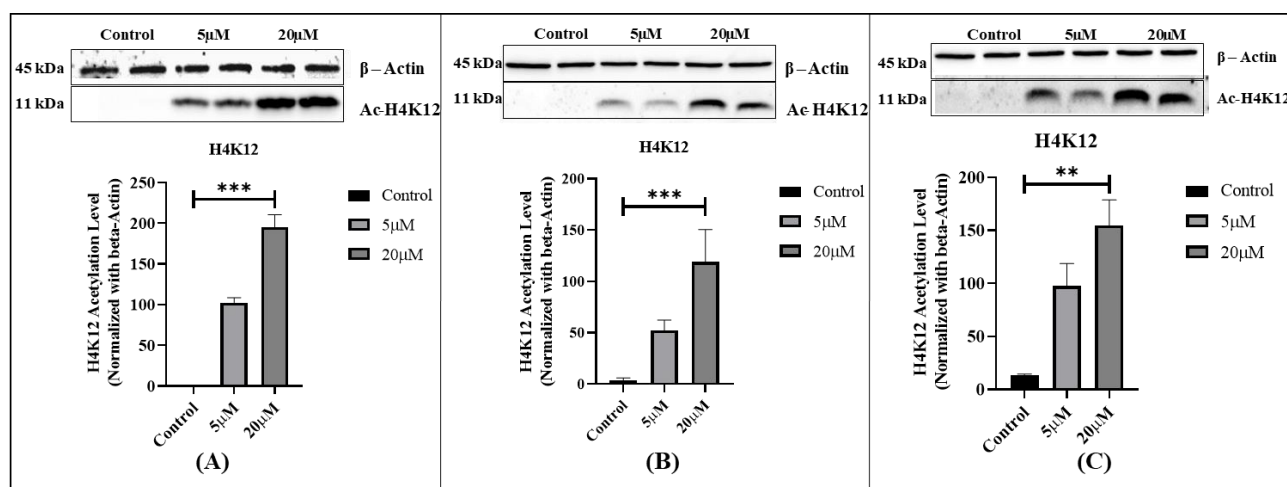 Control 5μM 20μM
45 kDa β – Actin
11 kDa Ac-H4K12
H4K12
H4K12 Acetylation Level
(Normalized with beta-Actin)
250
200
150
100
50
0
***
Control
5μM
20μM
Control
5μM
20μM
(A)
Control 5μM 20μM
45 kDa β – Actin
11 kDa Ac-H4K12
H4K12
H4K12 Acetylation Level
(Normalized with beta-Actin)
200
150
100
50
0
***
Control
5μM
20μM
Control
5μM
20μM
(B)
Control 5μM 20μM
45 kDa β – Actin
11 kDa Ac-H4K12
H4K12
H4K12 Acetylation Level
(Normalized with beta-Actin)
200
150
100
50
0
**
Control
5μM
20μM
Control
5μM
20μM
(C)